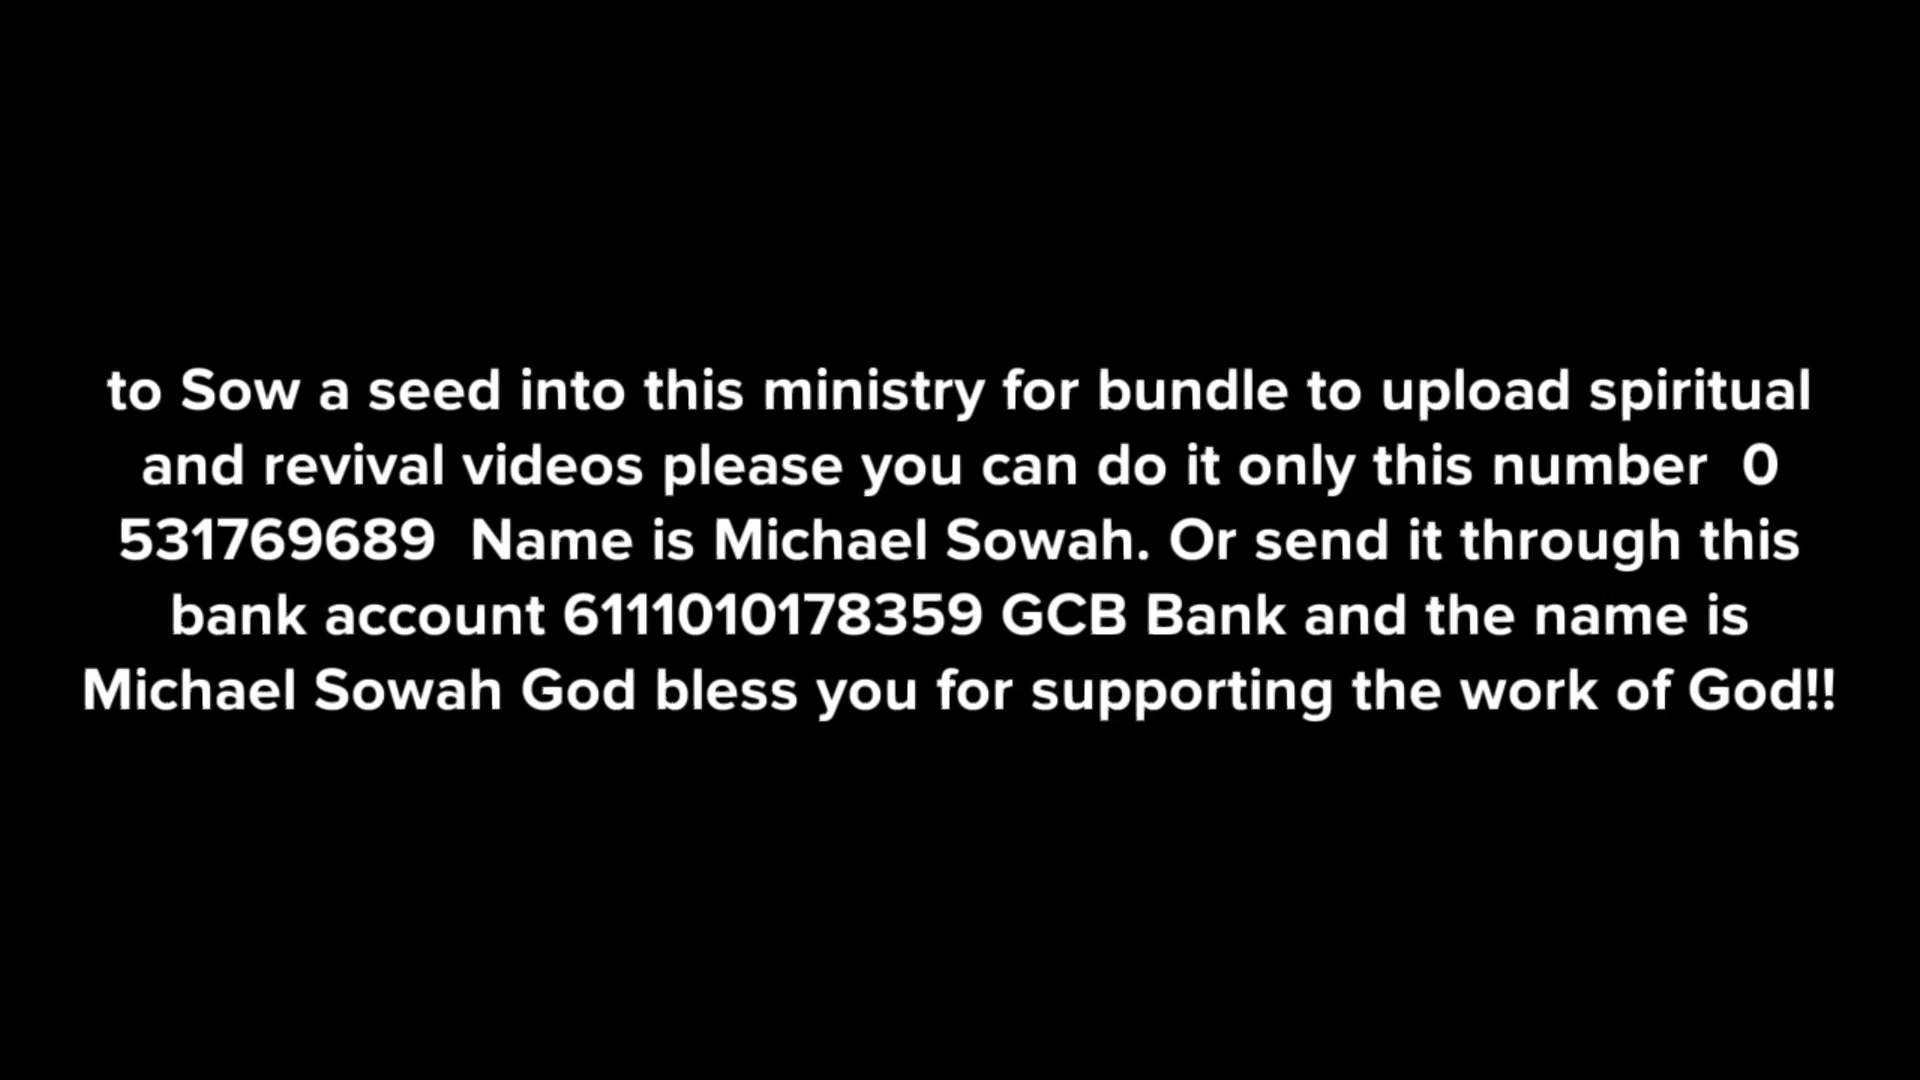 to Sow a seed into this ministry for bundle to upload spiritual
and revival videos please you can do it only this number  0
531769689  Name is Michael Sowah. Or send it through this
bank account 6111010178359 GCB Bank and the name is
Michael Sowah God bless you for supporting the work of God!!